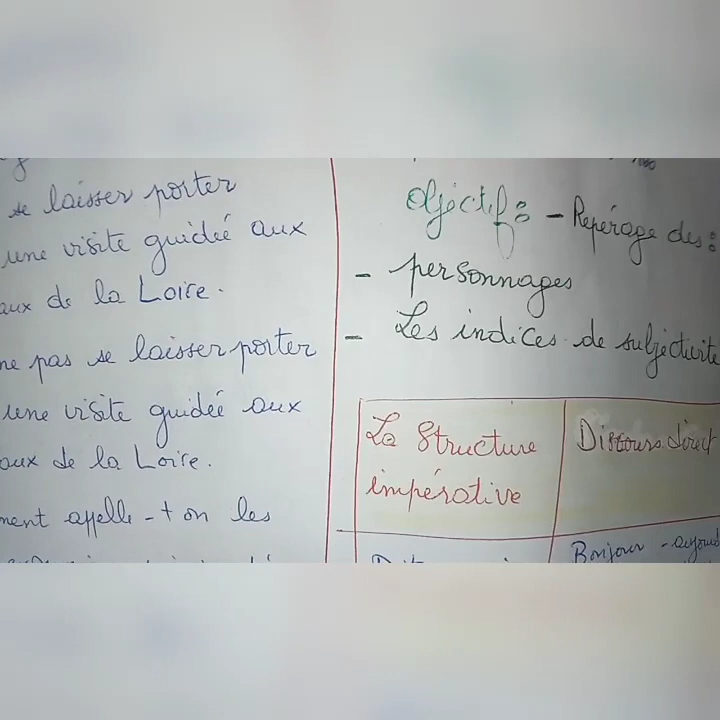 se laisser porter
une visite guidée aux
aux de la Loire.
ne pas se laisser porter
une visite guidée aux
aux de la Loire.
ment appelle-t on les
Objectif: - Repérage des:
- personnages
- Les indices de subjectivite
La Structure
impérative
Discours direct
Bonjour -